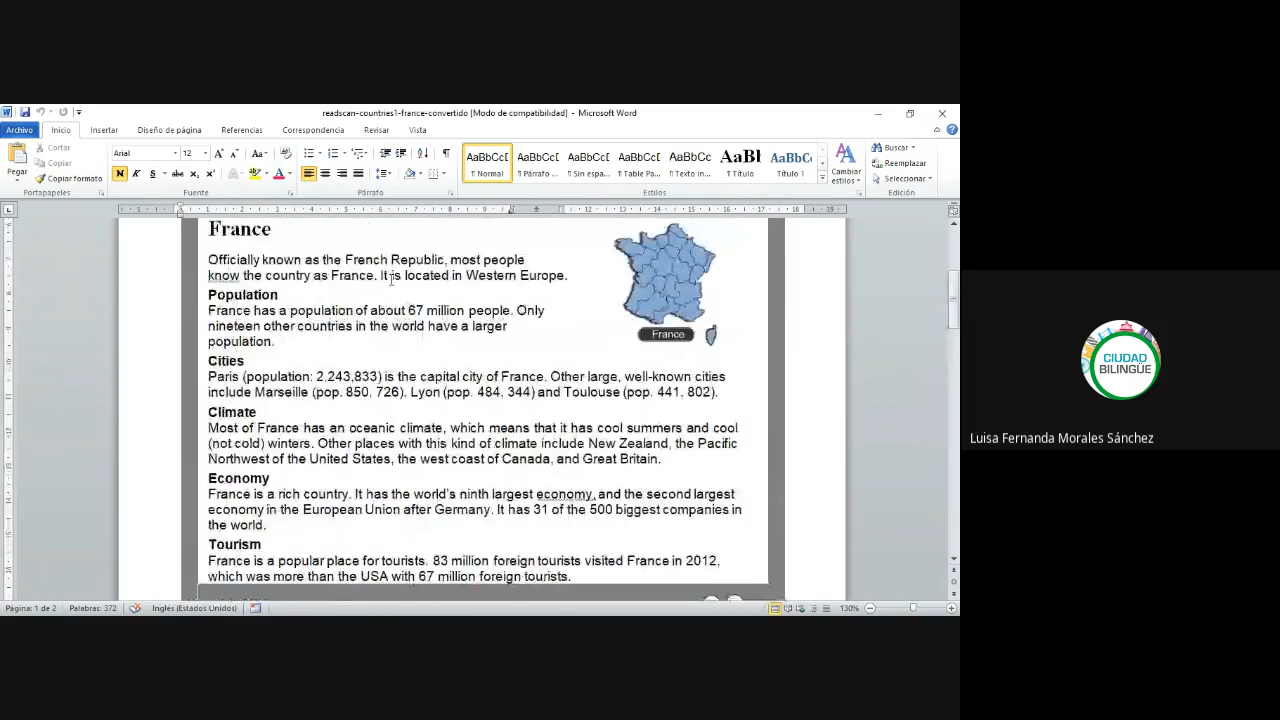 readscan-countries1-france-convertido [Modo de compatibilidad] - Microsoft Word
Archivo Inicio Insertar Diseño de página Referencias Correspondencia Revisar Vista
Pegar
Cortar
Copiar
Copiar formato
Portapapeles
Arial 12
N K S abc x₂ x²
Fuente
Párrafo
AaBbCcD AaBbCcD AaBbCcD AaBbCcD AaBbCc AaBbC AaBbCc
¶ Normal ¶ Párrafo ... ¶ Sin espa... ¶ Table Pa... ¶ Texto in... ¶ Título ¶ Título 1
Estilos
Cambiar estilos
Buscar
Reemplazar
Seleccionar
Edición
France
Officially known as the French Republic, most people
know the country as France. It is located in Western Europe.
Population
France has a population of about 67 million people. Only
nineteen other countries in the world have a larger
population.
France
Cities
Paris (population: 2,243,833) is the capital city of France. Other large, well-known cities
include Marseille (pop. 850, 726), Lyon (pop. 484, 344) and Toulouse (pop. 441, 802).
Climate
Most of France has an oceanic climate, which means that it has cool summers and cool
(not cold) winters. Other places with this kind of climate include New Zealand, the Pacific
Northwest of the United States, the west coast of Canada, and Great Britain.
Economy
France is a rich country. It has the world's ninth largest economy, and the second largest
economy in the European Union after Germany. It has 31 of the 500 biggest companies in
the world.
Tourism
France is a popular place for tourists. 83 million foreign tourists visited France in 2012,
which was more than the USA with 67 million foreign tourists.
Página: 1 de 2 Palabras: 372 Inglés (Estados Unidos) 130%
CIUDAD
BILINGÜE
Luisa Fernanda Morales Sánchez